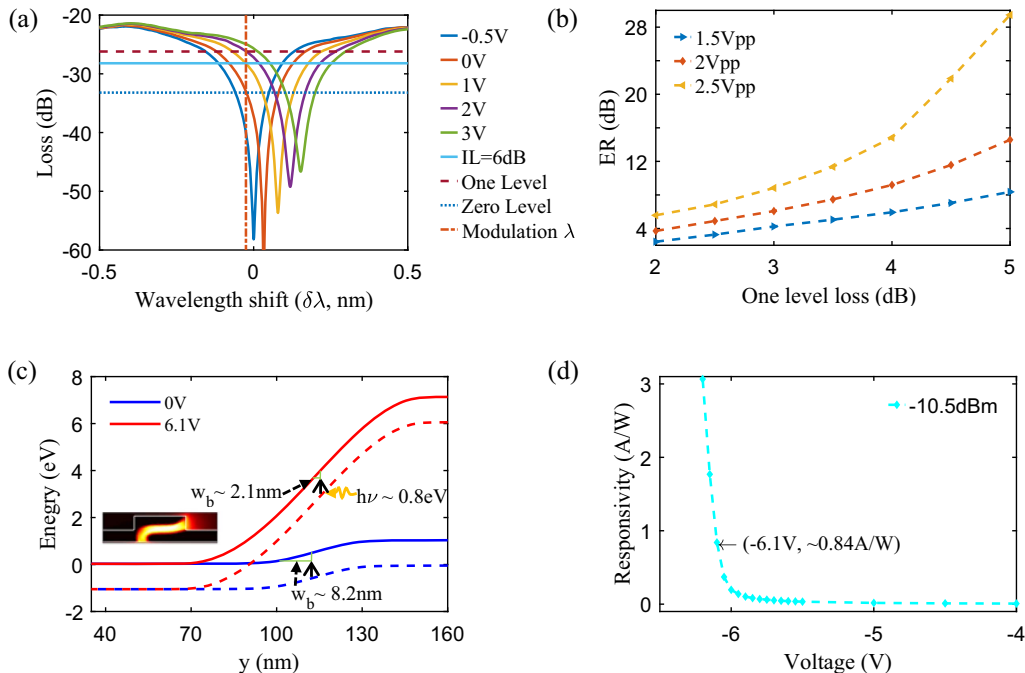 (a)
-20
-30
-40
-50
-60
-0.5
0
0.5
Loss (dB)
Wavelength shift (δλ, nm)
-0.5V
0V
1V
2V
3V
IL=6dB
One Level
Zero Level
Modulation λ
(b)
28
20
12
4
2
3
4
5
ER (dB)
One level loss (dB)
1.5Vpp
2Vpp
2.5Vpp
(c)
8
6
4
2
0
-2
40
70
100
130
160
Enegry (eV)
y (nm)
0V
6.1V
w_b~ 2.1nm
hν ~ 0.8eV
w_b~ 8.2nm
(d)
3
2
1
0
-6
-5
-4
Responsivity (A/W)
Voltage (V)
-10.5dBm
(-6.1V, ~0.84A/W)